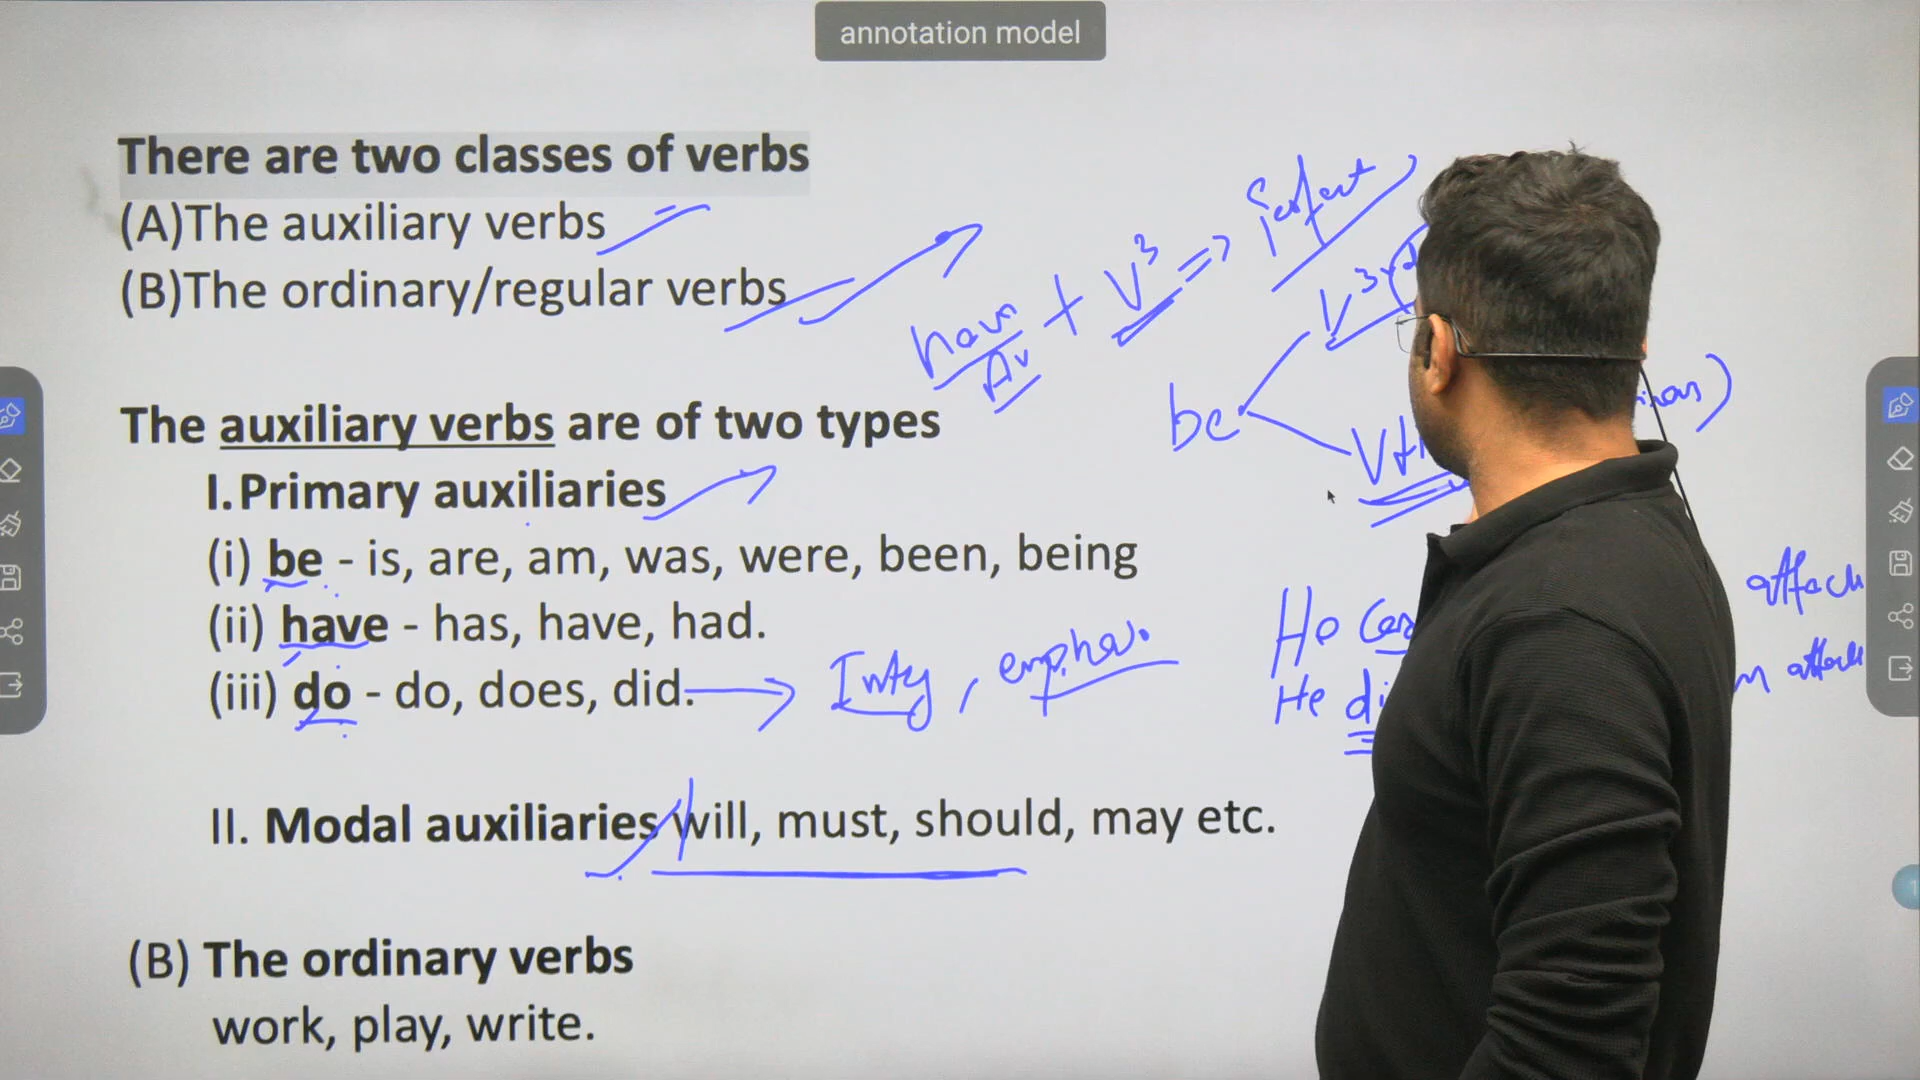 annotation model
There are two classes of verbs
(A)The auxiliary verbs
(B)The ordinary/regular verbs
have + V³ ⇒ Perfect
Av
V³rd
be
The auxiliary verbs are of two types
I. Primary auxiliaries
(i) be - is, are, am, was, were, been, being
(ii) have - has, have, had.
(iii) do - do, does, did.
He
attack
He
attack
II. Modal auxiliaries will, must, should, may etc.
(B) The ordinary verbs
work, play, write.